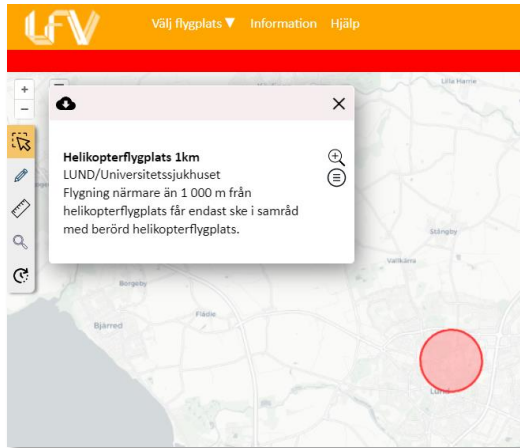 LFV
Välj flygplats▼ Information Hjälp
Lilla Harrie
+
−
Helikopterflygplats 1km
LUND/Universitetssjukhuset
Flygning närmare än 1 000 m från
helikopterflygplats får endast ske i samråd
med berörd helikopterflygplats.
Stångby
Vallkärra
Borgeby
Flädie
Bjärred
Lund